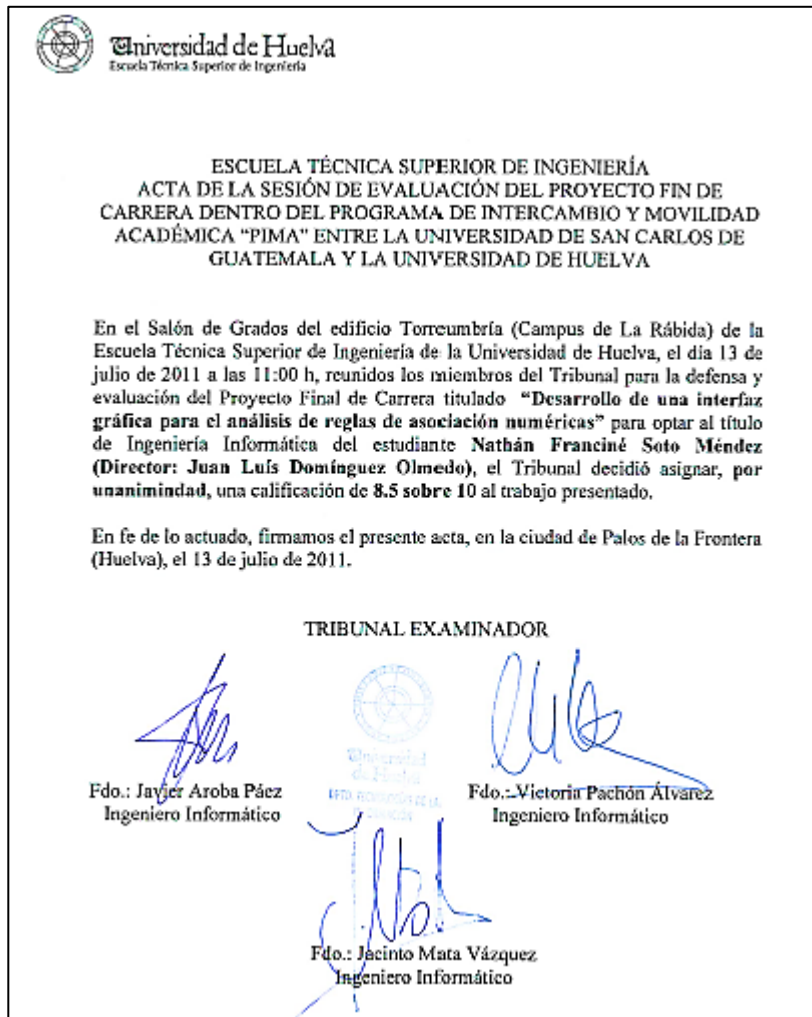 Universidad de Huelva
Escuela Técnica Superior de Ingeniería
ESCUELA TÉCNICA SUPERIOR DE INGENIERÍA
ACTA DE LA SESIÓN DE EVALUACIÓN DEL PROYECTO FIN DE
CARRERA DENTRO DEL PROGRAMA DE INTERCAMBIO Y MOVILIDAD
ACADÉMICA “PIMA” ENTRE LA UNIVERSIDAD DE SAN CARLOS DE
GUATEMALA Y LA UNIVERSIDAD DE HUELVA
En el Salón de Grados del edificio Torreumbría (Campus de La Rábida) de la
Escuela Técnica Superior de Ingeniería de la Universidad de Huelva, el día 13 de
julio de 2011 a las 11:00 h, reunidos los miembros del Tribunal para la defensa y
evaluación del Proyecto Final de Carrera titulado “Desarrollo de una interfaz
gráfica para el análisis de reglas de asociación numéricas” para optar al título
de Ingeniería Informática del estudiante Nathán Franciné Soto Méndez
(Director: Juan Luís Domínguez Olmedo), el Tribunal decidió asignar, por
unanimindad, una calificación de 8.5 sobre 10 al trabajo presentado.
En fe de lo actuado, firmamos el presente acta, en la ciudad de Palos de la Frontera
(Huelva), el 13 de julio de 2011.
TRIBUNAL EXAMINADOR
Universidad
de Huelva
Fdo.: Javier Aroba Páez
Ingeniero Informático
Fdo.: Victoria Pachón Álvarez
Ingeniero Informático
Fdo.: Jacinto Mata Vázquez
Ingeniero Informático